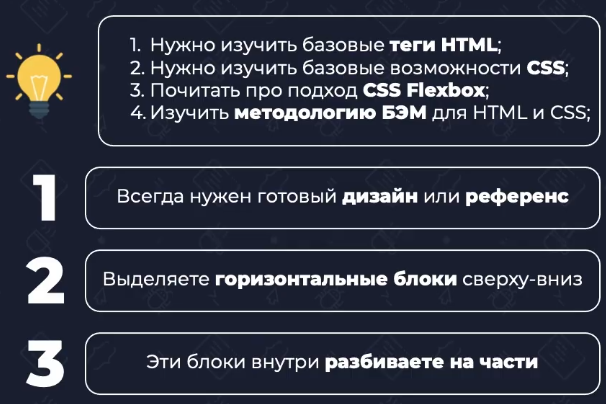 1. Нужно изучить базовые теги HTML;
2. Нужно изучить базовые возможности CSS;
3. Почитать про подход CSS Flexbox;
4. Изучить методологию БЭМ для HTML и CSS;
1
Всегда нужен готовый дизайн или референс
2
Выделяете горизонтальные блоки сверху-вниз
3
Эти блоки внутри разбиваете на части